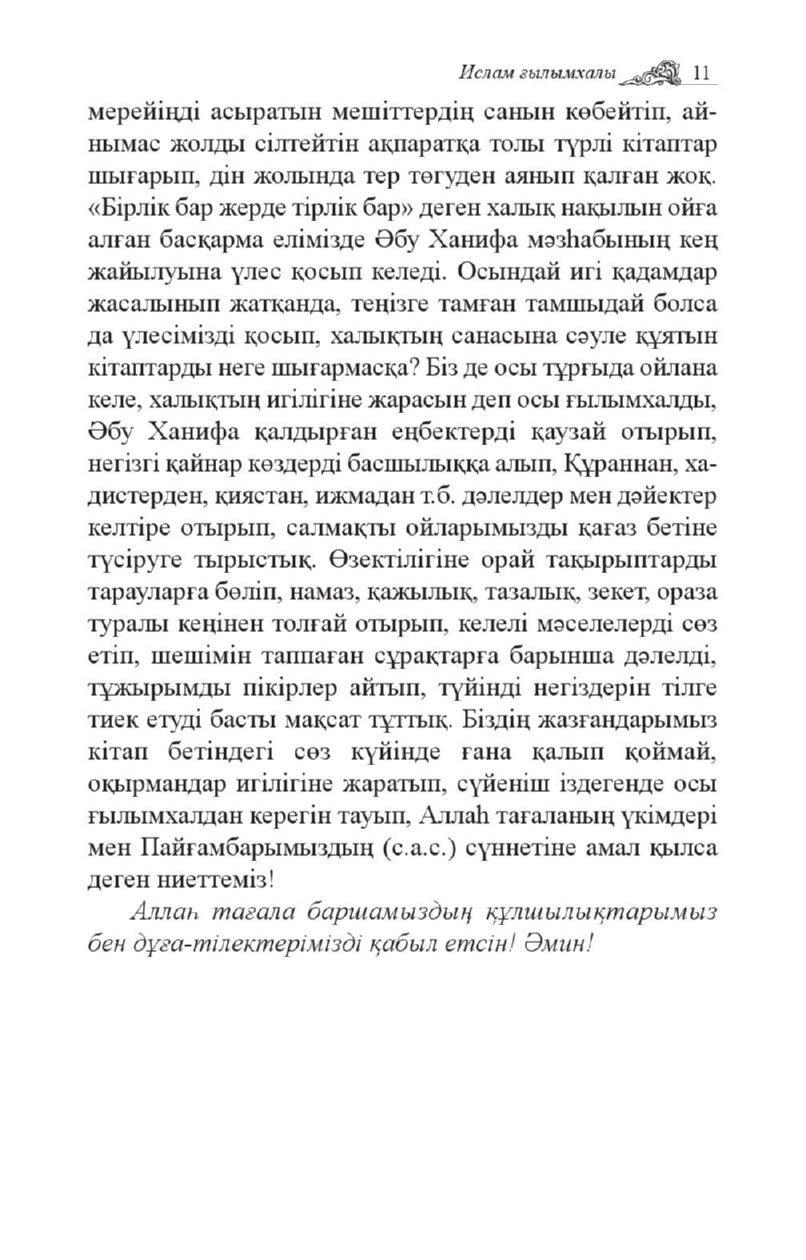 Ислам ғылымхалы 11
мерейіңді асыратын мешіттердің санын көбейтіп, ай-
нымас жолды сілтейтін ақпаратқа толы түрлі кітаптар
шығарып, дін жолында тер төгуден аянып қалған жоқ.
«Бірлік бар жерде тірлік бар» деген халық нақылын ойға
алған басқарма елімізде Әбу Ханифа мәзһабының кең
жайылуына үлес қосып келеді. Осындай игі қадамдар
жасалынып жатқанда, теңізге тамған тамшыдай болса
да үлесімізді қосып, халықтың санасына сәуле құятын
кітаптарды неге шығармасқа? Біз де осы тұрғыда ойлана
келе, халықтың игілігіне жарасын деп осы ғылымхалды,
Әбу Ханифа қалдырған еңбектерді қаузай отырып,
негізгі қайнар көздерді басшылыққа алып, Құраннан, ха-
дистерден, қиястан, ижмадан т.б. дәлелдер мен дәйектер
келтіре отырып, салмақты ойларымызды қағаз бетіне
түсіруге тырыстық. Өзектілігіне орай тақырыптарды
тарауларға бөліп, намаз, қажылық, тазалық, зекет, ораза
туралы кеңінен толғай отырып, келелі мәселелерді сөз
етіп, шешімін таппаған сұрақтарға барынша дәлелді,
тұжырымды пікірлер айтып, түйінді негіздерін тілге
тиек етуді басты мақсат тұттық. Біздің жазғандарымыз
кітап бетіндегі сөз күйінде ғана қалып қоймай,
оқырмандар игілігіне жаратып, сүйеніш іздегенде осы
ғылымхалдан керегін тауып, Аллаһ тағаланың үкімдері
мен Пайғамбарымыздың (с.а.с.) сүннетіне амал қылса
деген ниеттеміз!
Аллаһ тағала баршамыздың құлшылықтарымыз
бен дұға-тілектерімізді қабыл етсін! Әмин!